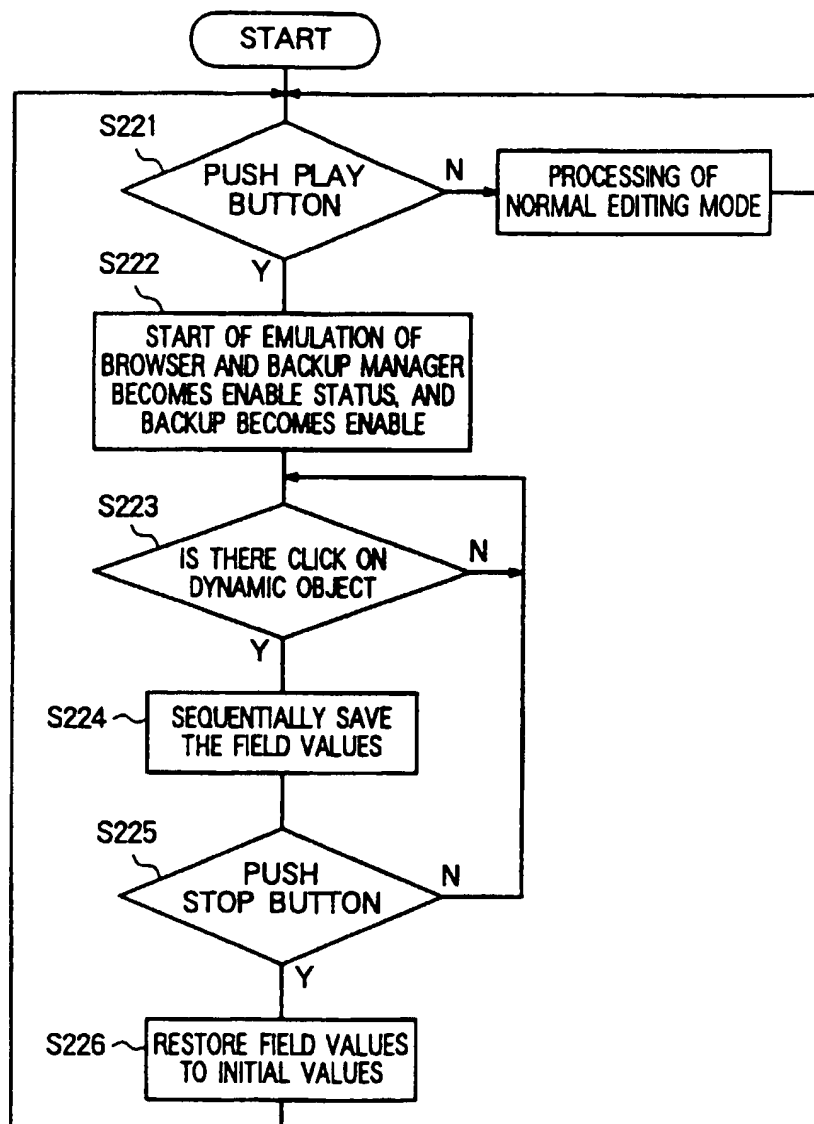 START
S221
PUSH PLAY
BUTTON
N
PROCESSING OF
NORMAL EDITING MODE
Y
S222
START OF EMULATION OF
BROWSER AND BACKUP MANAGER
BECOMES ENABLE STATUS, AND
BACKUP BECOMES ENABLE
S223
IS THERE CLICK ON
DYNAMIC OBJECT
N
Y
S224
SEQUENTIALLY SAVE
THE FIELD VALUES
S225
PUSH
STOP BUTTON
N
Y
S226
RESTORE FIELD VALUES
TO INITIAL VALUES